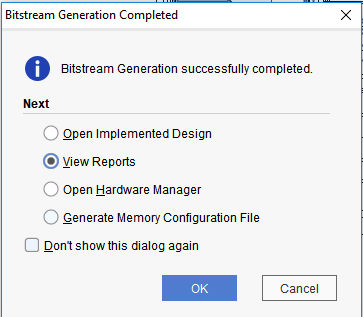 Bitstream Generation Completed
Bitstream Generation successfully completed.
Next
Open Implemented Design
View Reports
Open Hardware Manager
Generate Memory Configuration File
Don't show this dialog again
OK
Cancel